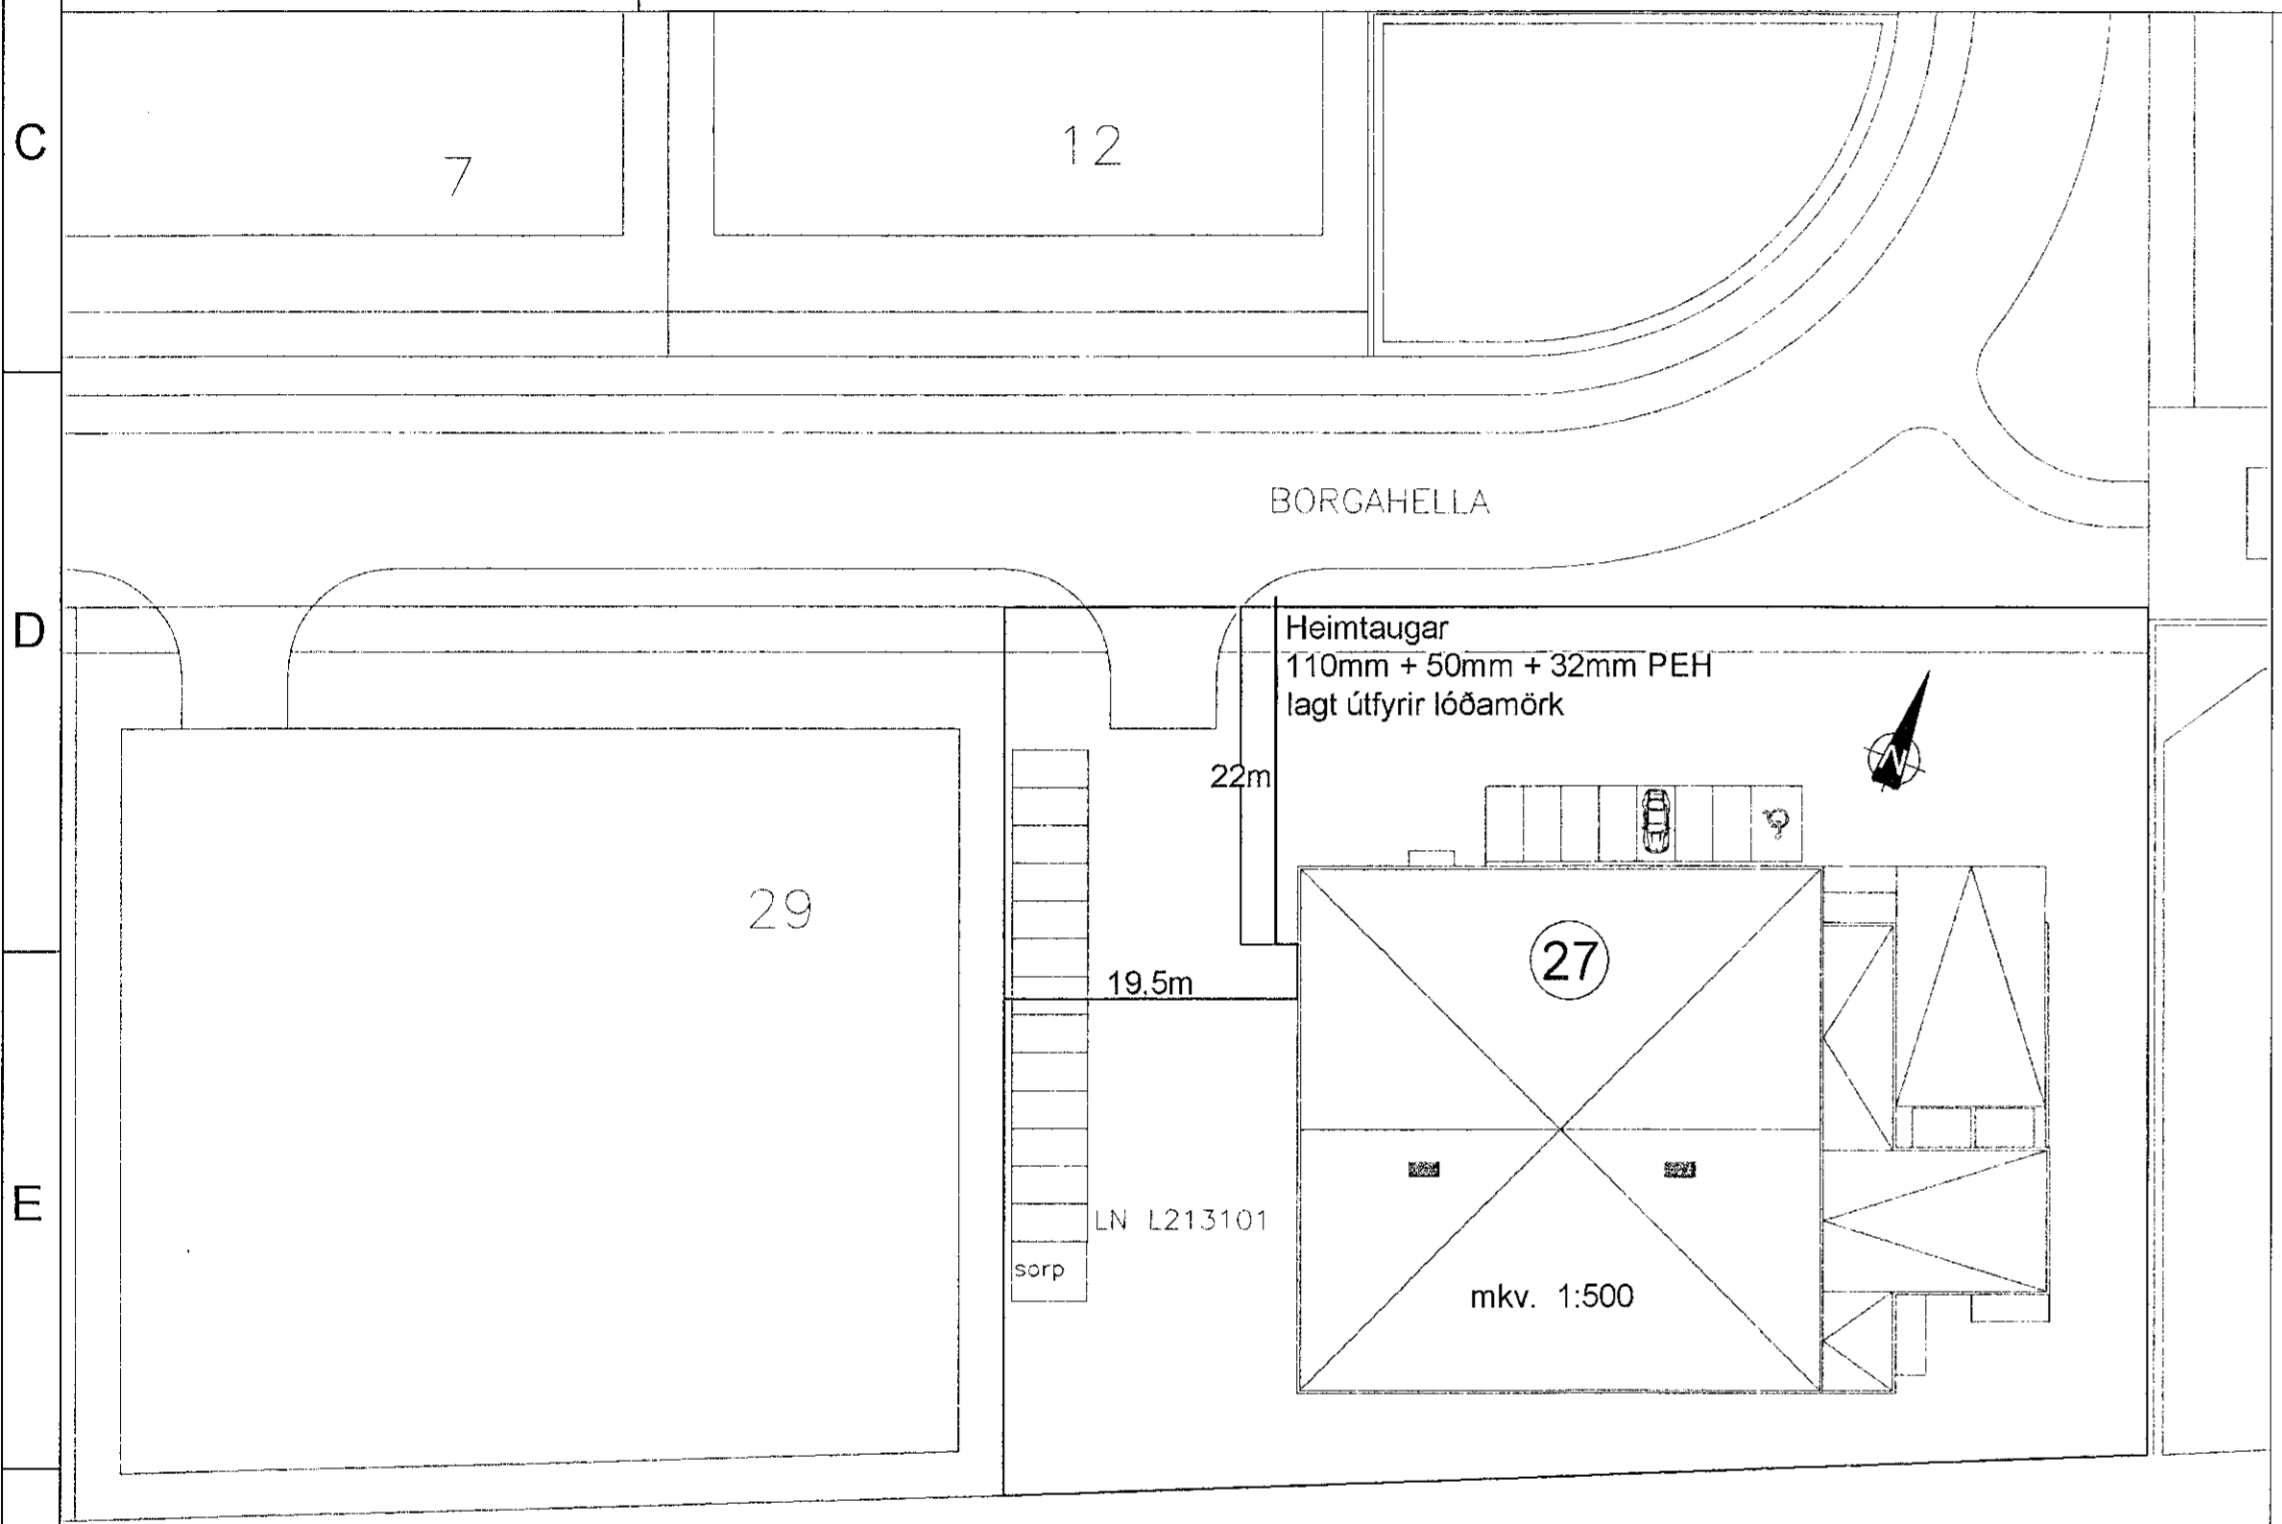 C
7
12
BORGAHELLA
D
Heimtaugar
110mm + 50mm + 32mm PEH
lagt útfyrir lóðamörk
N
22m
29
27
19.5m
E
LN L213101
sorp
mkv. 1:500